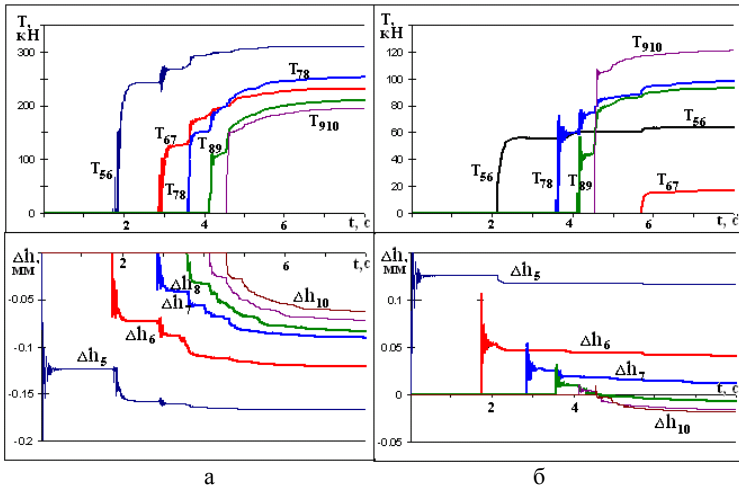 T,
кН
300
200
100
0
T56
T67
T78
T78
T89
T910
2
4
6
t, с
T,
кН
120
100
80
60
40
20
0
T910
T78
T56
T56
T78
T89
T67
2
4
6
t, с
Δh,
мм
2
6
t, с
-0.05
-0.1
-0.15
-0.2
Δh8
Δh7
Δh10
Δh6
Δh5
Δh,
мм
0.1
0.05
0
-0.05
Δh5
Δh6
Δh7
Δh10
2
4
t, с
а
б